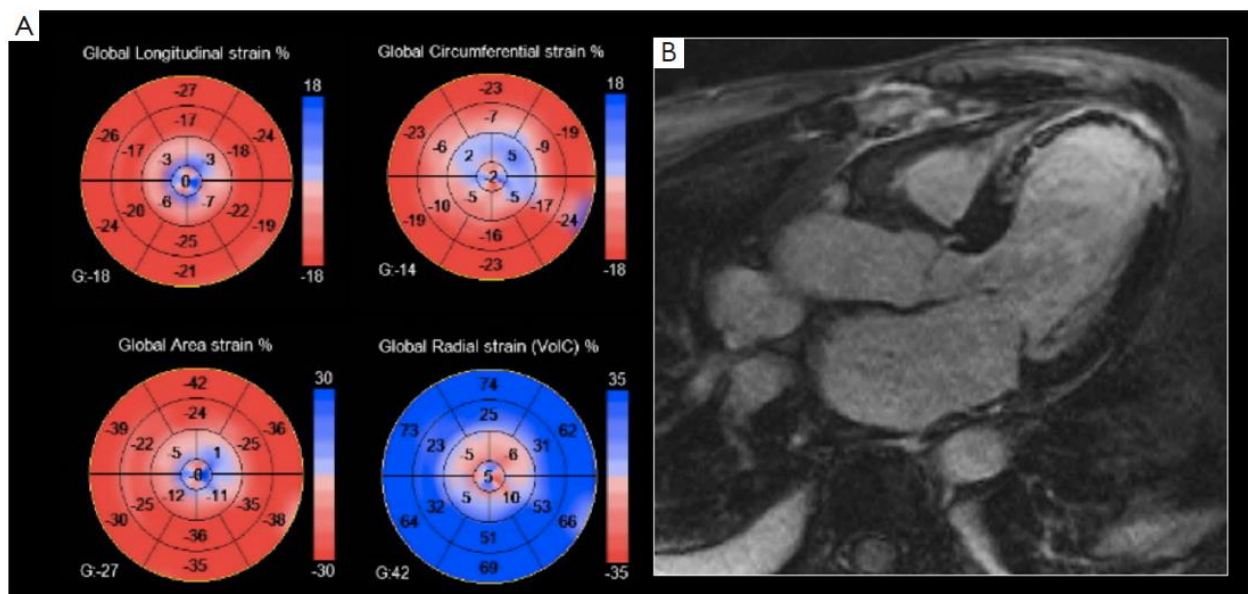 A
Global Longitudinal strain %
18
-27
-26 -17 -24
-17 -3 -3 -18
0
-24 -20 -6 -7 -22 -19
-25
-21
G:-18
-18
Global Circumferential strain %
18
-23
-23 -7 -19
-6 2 5 -9
-2
-19 -10 -5 -5 -17 -24
-16
-23
G:-14
-18
Global Area strain %
30
-42
-39 -24 -36
-22 -5 1 -25
-0
-30 -25 -12 -11 -35 -38
-36
-35
G:-27
-30
Global Radial strain (VolC) %
35
74
73 25 62
23 -5 -6 31
5
64 32 5 10 53 66
51
69
G:42
-35
B